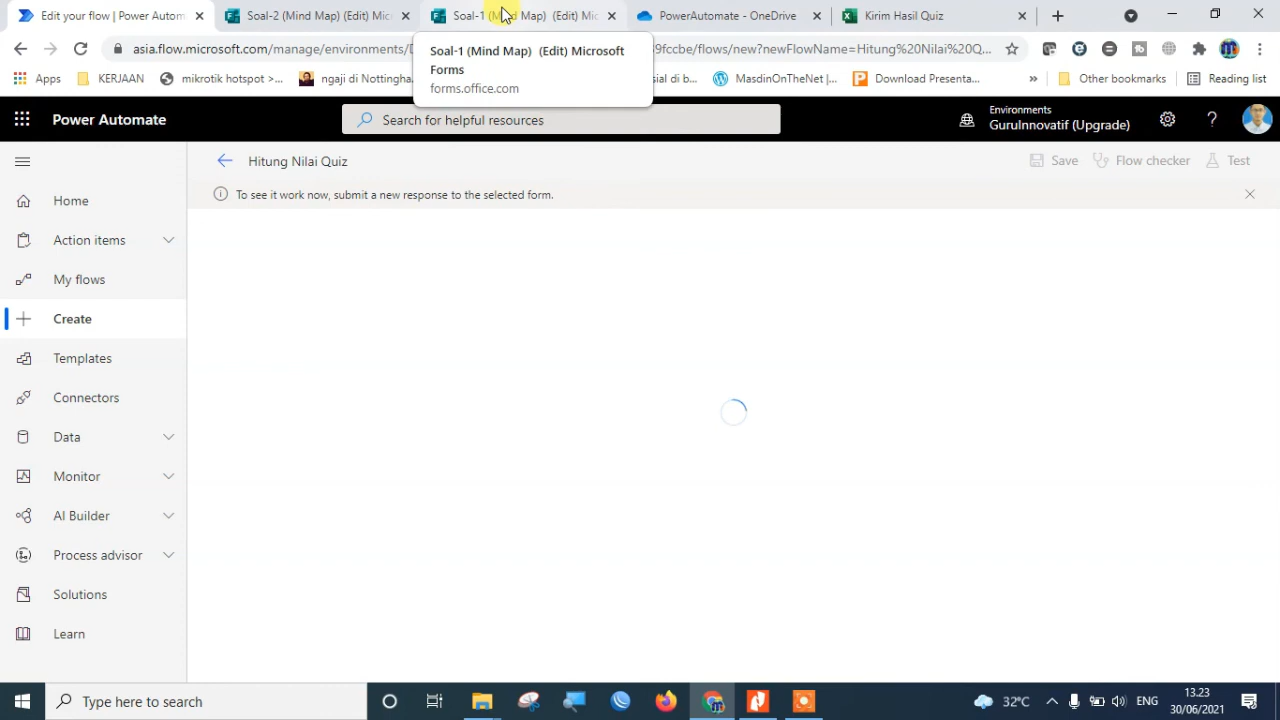 Edit your flow | Power Autom
Soal-2 (Mind Map) (Edit) Mic
Soal-1 (Mind Map) (Edit) Mic
PowerAutomate - OneDrive
Kirim Hasil Quiz
asia.flow.microsoft.com/manage/environments/D
9fccbe/flows/new?newFlowName=Hitung%20Nilai%20Q...
Soal-1 (Mind Map) (Edit) Microsoft
Forms
forms.office.com
Apps
KERJAAN
mikrotik hotspot >...
ngaji di Nottingha
sial di b...
MasdinOnTheNet |...
Download Presenta...
»
Other bookmarks
Reading list
Power Automate
Search for helpful resources
Environments
GuruInnovatif (Upgrade)
Hitung Nilai Quiz
Save
Flow checker
Test
To see it work now, submit a new response to the selected form.
Home
Action items
My flows
Create
Templates
Connectors
Data
Monitor
AI Builder
Process advisor
Solutions
Learn
Type here to search
32°C
ENG
13.23
30/06/2021